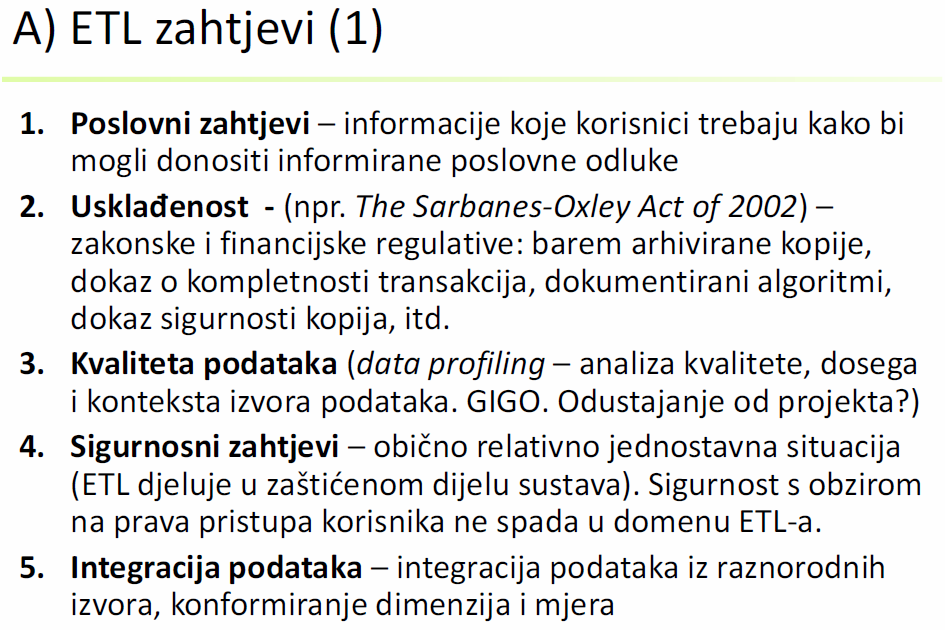 A) ETL zahtjevi (1)
1. Poslovni zahtjevi – informacije koje korisnici trebaju kako bi
mogli donositi informirane poslovne odluke
2. Usklađenost - (npr. The Sarbanes-Oxley Act of 2002) –
zakonske i financijske regulative: barem arhivirane kopije,
dokaz o kompletnosti transakcija, dokumentirani algoritmi,
dokaz sigurnosti kopija, itd.
3. Kvaliteta podataka (data profiling – analiza kvalitete, dosega
i konteksta izvora podataka. GIGO. Odustajanje od projekta?)
4. Sigurnosni zahtjevi – obično relativno jednostavna situacija
(ETL djeluje u zaštićenom dijelu sustava). Sigurnost s obzirom
na prava pristupa korisnika ne spada u domenu ETL-a.
5. Integracija podataka – integracija podataka iz raznorodnih
izvora, konformiranje dimenzija i mjera